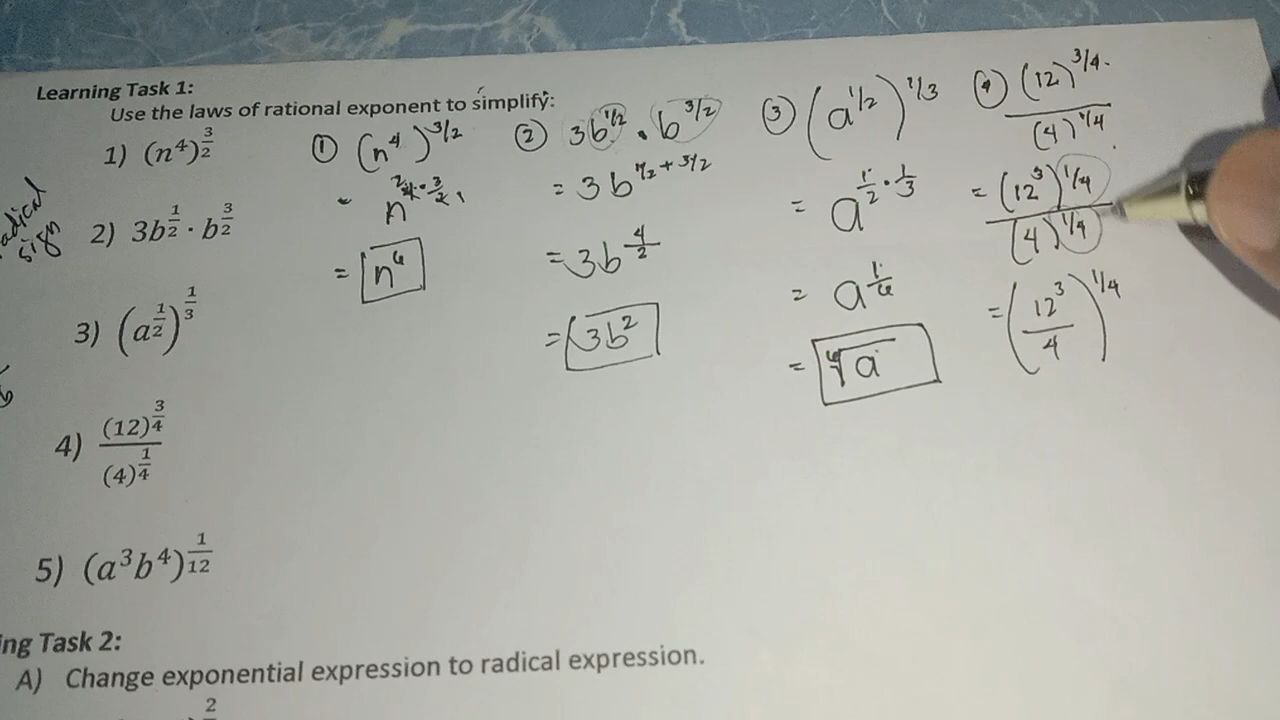 Learning Task 1:
Use the laws of rational exponent to simplify:
1) (n⁴)^(3/2)
2) 3b^(1/2) · b^(3/2)
3) (a^(1/2))^(1/3)
4) (12)^(3/4) / (4)^(1/4)
5) (a³b⁴)^(1/12)
radical
sign
① (n⁴)^(3/2)
= n^(4 · 3/2)
= n⁶
② 3b^(1/2) · b^(3/2)
= 3b^(1/2 + 3/2)
= 3b^(4/2)
= 3b²
③ (a^(1/2))^(1/3)
= a^(1/2 · 1/3)
= a^(1/6)
= ⁶√a
④ (12)^(3/4) / (4)^(1/4)
= (12³)^(1/4) / (4)^(1/4)
= (12³/4)^(1/4)
ing Task 2:
A) Change exponential expression to radical expression.
2